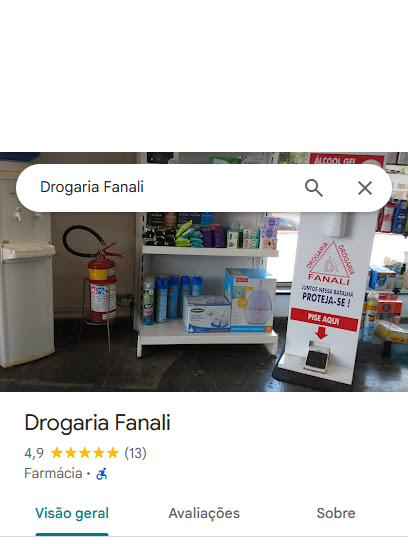 ÁLCOOL GEL
Drogaria Fanali
DROGARIA DROGARIA
FANALI
JUNTOS NESSA BATALHA
PROTEJA-SE !
PISE AQUI
Drogaria Fanali
4,9 (13)
Farmácia ·
Visão geral Avaliações Sobre